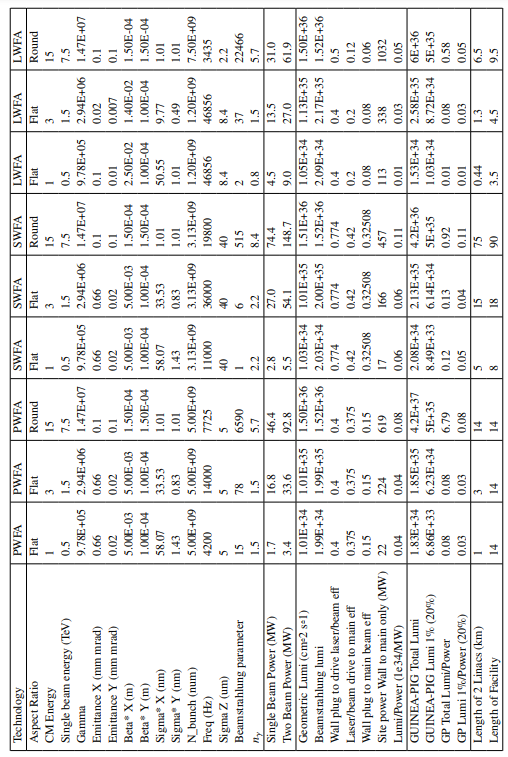 Technology PWFA PWFA PWFA SWFA SWFA SWFA LWFA LWFA LWFA
Aspect Ratio Flat Flat Round Flat Flat Round Flat Flat Round
CM Energy 1 3 15 1 3 15 1 3 15
Single beam energy (TeV) 0.5 1.5 7.5 0.5 1.5 7.5 0.5 1.5 7.5
Gamma 9.78E+05 2.94E+06 1.47E+07 9.78E+05 2.94E+06 1.47E+07 9.78E+05 2.94E+06 1.47E+07
Emittance X (mm mrad) 0.66 0.66 0.1 0.66 0.66 0.1 0.1 0.02 0.1
Emittance Y (mm mrad) 0.02 0.02 0.1 0.02 0.02 0.1 0.01 0.007 0.1
Beta* X (m) 5.00E-03 5.00E-03 1.50E-04 5.00E-03 5.00E-03 1.50E-04 2.50E-02 1.40E-02 1.50E-04
Beta* Y (m) 1.00E-04 1.00E-04 1.50E-04 1.00E-04 1.00E-04 1.50E-04 1.00E-04 1.00E-04 1.50E-04
Sigma* X (nm) 58.07 33.53 1.01 58.07 33.53 1.01 50.55 9.77 1.01
Sigma* Y (nm) 1.43 0.83 1.01 1.43 0.83 1.01 1.01 0.49 1.01
N_bunch (num) 5.00E+09 5.00E+09 5.00E+09 3.13E+09 3.13E+09 3.13E+09 1.20E+09 1.20E+09 7.50E+09
Freq (Hz) 4200 14000 7725 11000 36000 19800 46856 46856 3435
Sigma Z (um) 5 5 5 40 40 40 8.4 8.4 2.2
Beamstrahlung parameter 15 78 6590 1 6 515 2 37 22466
nγ 1.5 1.5 5.7 2.2 2.2 8.4 0.8 1.5 5.7
Single Beam Power (MW) 1.7 16.8 46.4 2.8 27.0 74.4 4.5 13.5 31.0
Two Beam Power (MW) 3.4 33.6 92.8 5.5 54.1 148.7 9.0 27.0 61.9
Geometric Lumi (cm=2 s=1) 1.01E+34 1.01E+35 1.50E+36 1.03E+34 1.01E+35 1.51E+36 1.05E+34 1.13E+35 1.50E+36
Beamstrahlung lumi 1.99E+34 1.99E+35 1.52E+36 2.03E+34 2.00E+35 1.52E+36 2.09E+34 2.17E+35 1.52E+36
Wall plug to drive laser/beam eff 0.4 0.4 0.4 0.774 0.774 0.774 0.4 0.4 0.5
Laser/beam drive to main eff 0.375 0.375 0.375 0.42 0.42 0.42 0.2 0.2 0.12
Wall plug to main beam eff 0.15 0.15 0.15 0.32508 0.32508 0.32508 0.08 0.08 0.06
Site power Wall to main only (MW) 22 224 619 17 166 457 113 338 1032
Lumi/Power (1e34/MW) 0.04 0.04 0.08 0.06 0.06 0.11 0.01 0.03 0.05
GUINEA-PIG Total Lumi 1.83E+34 1.85E+35 4.2E+37 2.08E+34 2.13E+35 4.2E+36 1.53E+34 2.58E+35 6E+36
GUINEA-PIG Lumi 1% (20%) 6.86E+33 6.23E+34 5E+35 8.49E+33 6.14E+34 5E+35 1.03E+34 8.72E+34 5E+35
GP Total Lumi/Power 0.08 0.08 6.79 0.12 0.13 0.92 0.01 0.08 0.58
GP Lumi 1%/Power (20%) 0.03 0.03 0.08 0.05 0.04 0.11 0.01 0.03 0.05
Length of 2 Linacs (km) 1 3 14 5 15 75 0.44 1.3 6.5
Length of Facility 14 14 14 8 18 90 3.5 4.5 9.5